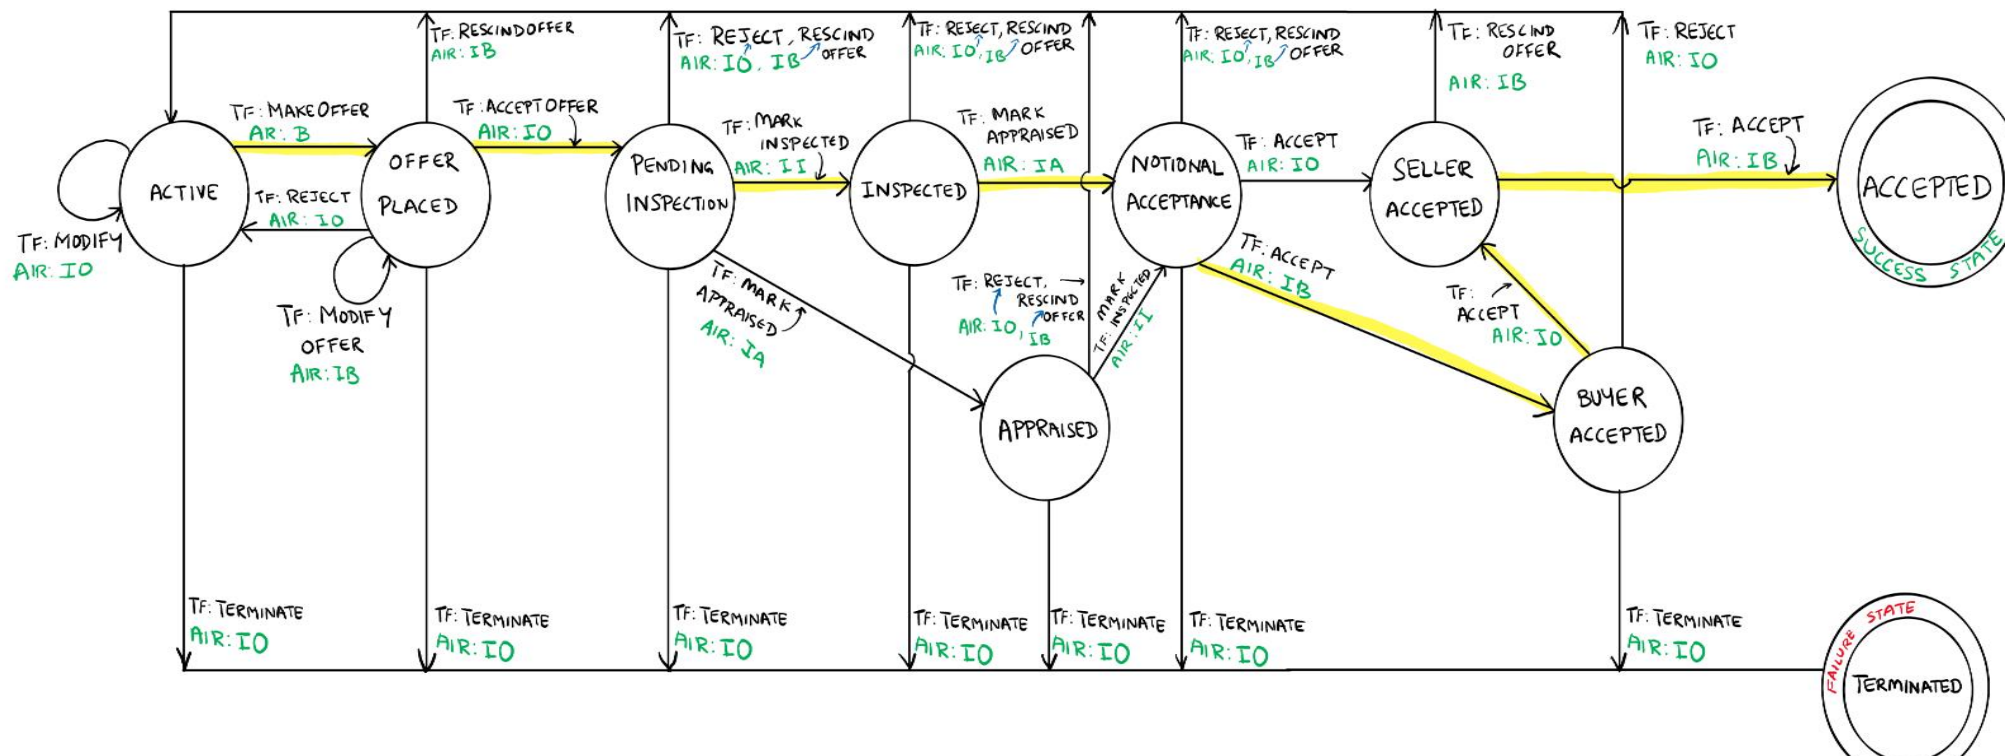 TF: RESCIND OFFER
AIR: IB
TF: REJECT, RESCIND
OFFER
AIR: IO, IB
TF: REJECT, RESCIND
OFFER
AIR: IO, IB
TF: REJECT, RESCIND
OFFER
AIR: IO, IB
TF: RESCIND
OFFER
AIR: IB
TF: REJECT
AIR: IO
TF: MAKE OFFER
AR: B
TF: ACCEPT OFFER
AIR: IO
TF: MARK
INSPECTED
AIR: II
TF: MARK
APPRAISED
AIR: IA
TF: ACCEPT
AIR: IO
TF: ACCEPT
AIR: IB
ACTIVE
OFFER
PLACED
PENDING
INSPECTION
INSPECTED
NOTIONAL
ACCEPTANCE
SELLER
ACCEPTED
ACCEPTED
SUCCESS STATE
TF: REJECT
AIR: IO
TF: MODIFY
AIR: IO
TF: MODIFY
OFFER
AIR: IB
TF: MARK
APPRAISED
AIR: IA
TF: REJECT,
RESCIND
OFFER
AIR: IO, IB
MARK
TF: INSPECTED
AIR: II
TF: ACCEPT
AIR: IB
TF:
ACCEPT
AIR: IO
APPRAISED
BUYER
ACCEPTED
TF: TERMINATE
AIR: IO
TF: TERMINATE
AIR: IO
TF: TERMINATE
AIR: IO
TF: TERMINATE
AIR: IO
TF: TERMINATE
AIR: IO
TF: TERMINATE
AIR: IO
TF: TERMINATE
AIR: IO
FAILURE STATE
TERMINATED